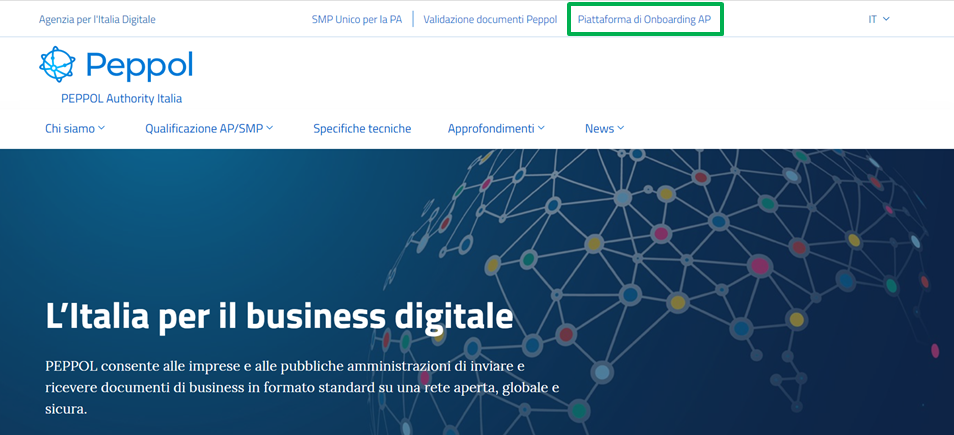 Agenzia per l'Italia Digitale
SMP Unico per la PA
Validazione documenti Peppol
Piattaforma di Onboarding AP
IT
Peppol
PEPPOL Authority Italia
Chi siamo
Qualificazione AP/SMP
Specifiche tecniche
Approfondimenti
News
L'Italia per il business digitale
PEPPOL consente alle imprese e alle pubbliche amministrazioni di inviare e
ricevere documenti di business in formato standard su una rete aperta, globale e
sicura.